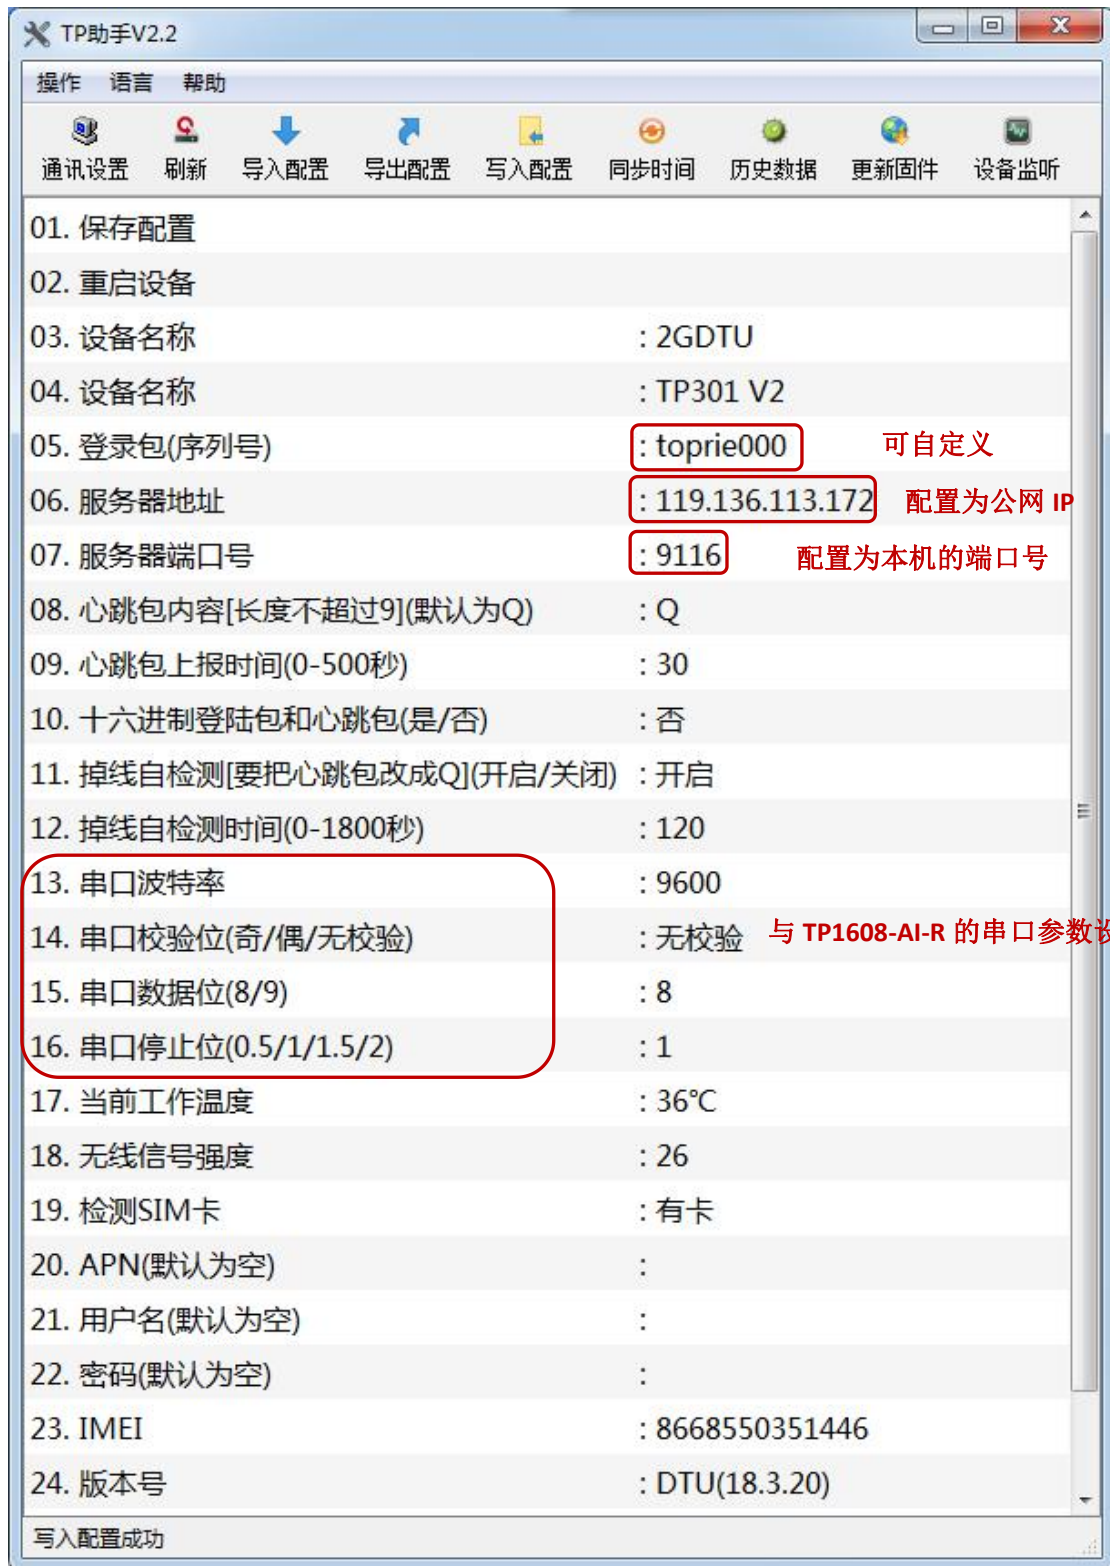 TP助手V2.2
操作 语言 帮助
通讯设置 刷新 导入配置 导出配置 写入配置 同步时间 历史数据 更新固件 设备监听
01. 保存配置
02. 重启设备
03. 设备名称 : 2GDTU
04. 设备名称 : TP301 V2
05. 登录包(序列号) : toprie000 可自定义
06. 服务器地址 : 119.136.113.172 配置为公网 IP
07. 服务器端口号 : 9116 配置为本机的端口号
08. 心跳包内容[长度不超过9](默认为Q) : Q
09. 心跳包上报时间(0-500秒) : 30
10. 十六进制登陆包和心跳包(是/否) : 否
11. 掉线自检测[要把心跳包改成Q](开启/关闭) : 开启
12. 掉线自检测时间(0-1800秒) : 120
13. 串口波特率 : 9600
14. 串口校验位(奇/偶/无校验) : 无校验 与 TP1608-AI-R 的串口参数设
15. 串口数据位(8/9) : 8
16. 串口停止位(0.5/1/1.5/2) : 1
17. 当前工作温度 : 36℃
18. 无线信号强度 : 26
19. 检测SIM卡 : 有卡
20. APN(默认为空) :
21. 用户名(默认为空) :
22. 密码(默认为空) :
23. IMEI : 8668550351446
24. 版本号 : DTU(18.3.20)
写入配置成功